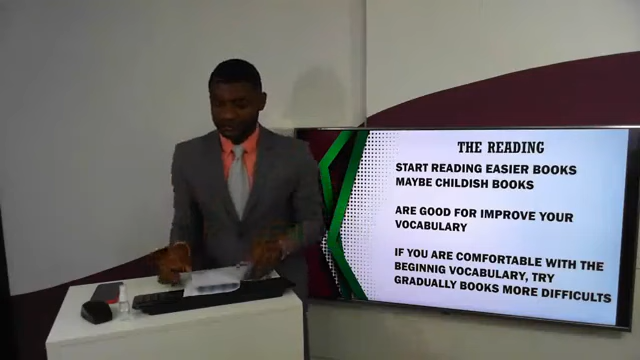 THE READING
START READING EASIER BOOKS
MAYBE CHILDISH BOOKS
ARE GOOD FOR IMPROVE YOUR
VOCABULARY
IF YOU ARE COMFORTABLE WITH THE
BEGINNIG VOCABULARY, TRY
GRADUALLY BOOKS MORE DIFFICULTS